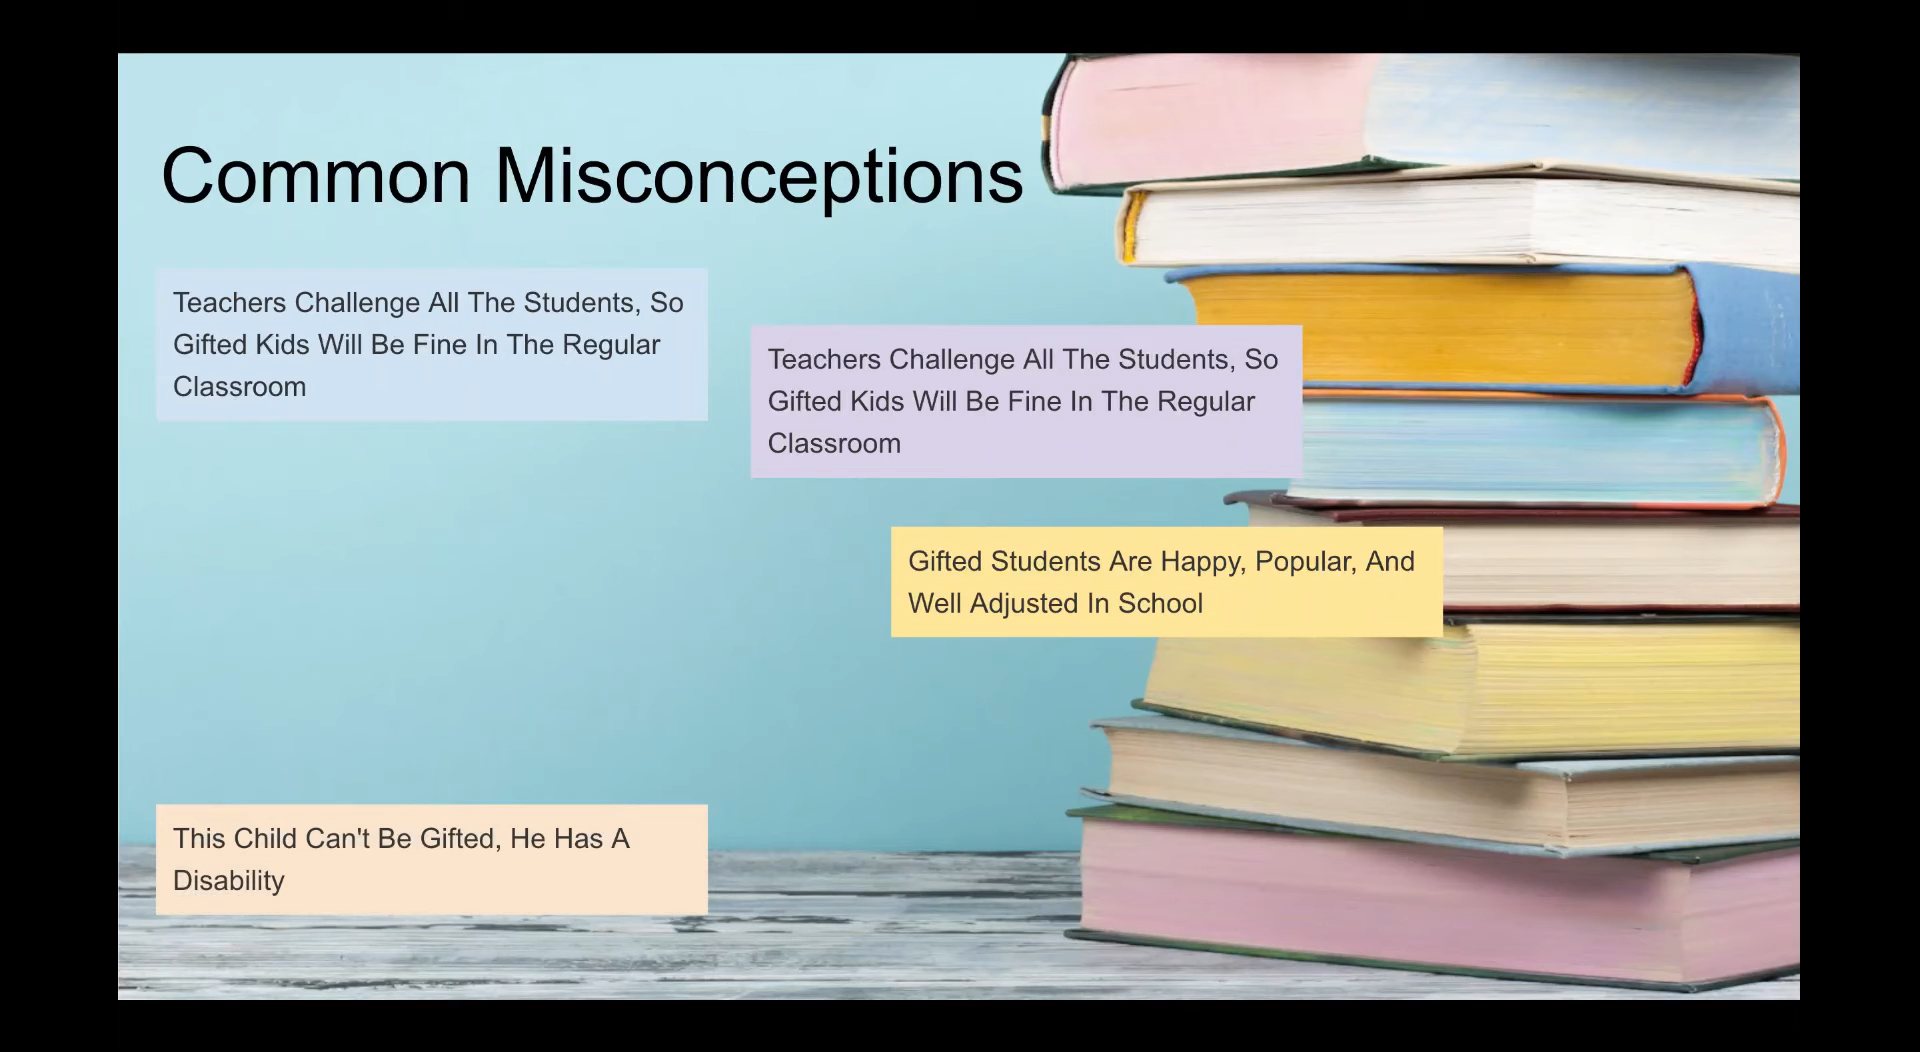 Common Misconceptions
Teachers Challenge All The Students, So
Gifted Kids Will Be Fine In The Regular
Classroom
Teachers Challenge All The Students, So
Gifted Kids Will Be Fine In The Regular
Classroom
Gifted Students Are Happy, Popular, And
Well Adjusted In School
This Child Can't Be Gifted, He Has A
Disability